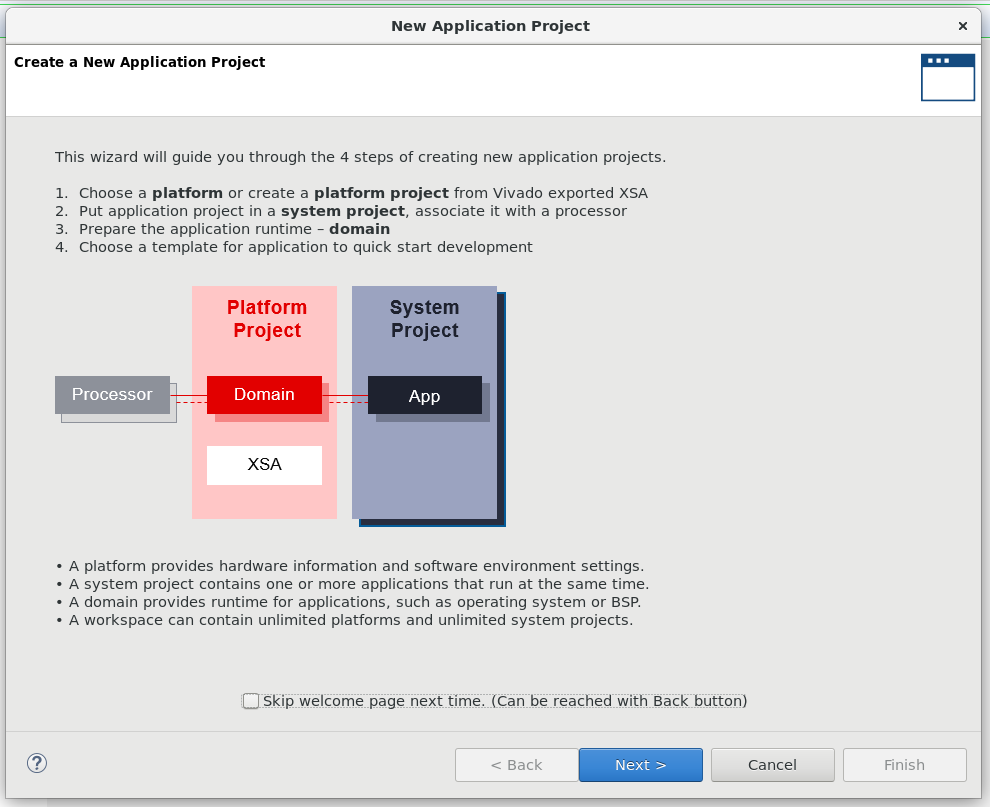 New Application Project
×
Create a New Application Project
This wizard will guide you through the 4 steps of creating new application projects.
1. Choose a platform or create a platform project from Vivado exported XSA
2. Put application project in a system project, associate it with a processor
3. Prepare the application runtime – domain
4. Choose a template for application to quick start development
Platform
Project
System
Project
Processor
Domain
App
XSA
• A platform provides hardware information and software environment settings.
• A system project contains one or more applications that run at the same time.
• A domain provides runtime for applications, such as operating system or BSP.
• A workspace can contain unlimited platforms and unlimited system projects.
Skip welcome page next time. (Can be reached with Back button)
?
< Back
Next >
Cancel
Finish